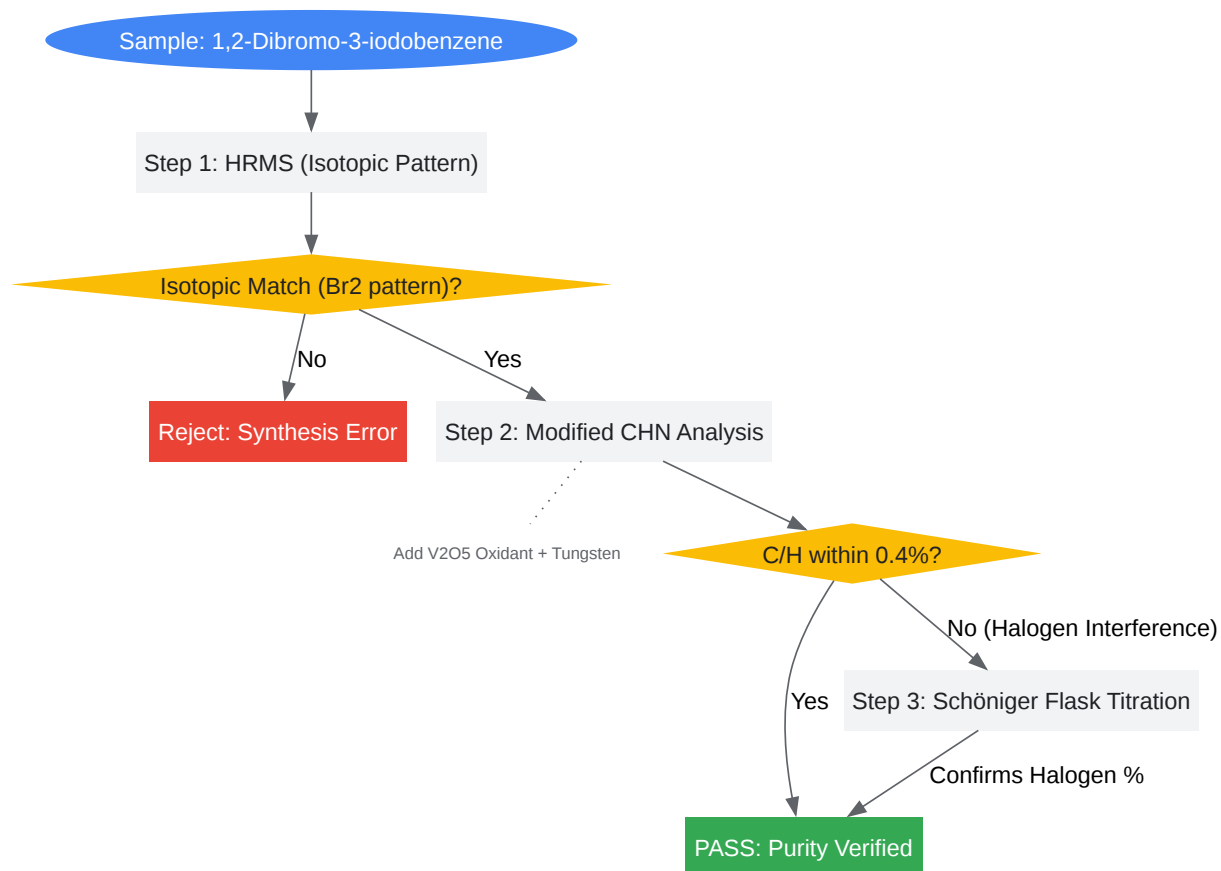 Sample: 1,2-Dibromo-3-iodobenzene
Step 1: HRMS (Isotopic Pattern)
Isotopic Match (Br2 pattern)?
No
Yes
Reject: Synthesis Error
Step 2: Modified CHN Analysis
Add V2O5 Oxidant + Tungsten
C/H within 0.4%?
No (Halogen Interference)
Yes
Step 3: Schöniger Flask Titration
Confirms Halogen %
PASS: Purity Verified